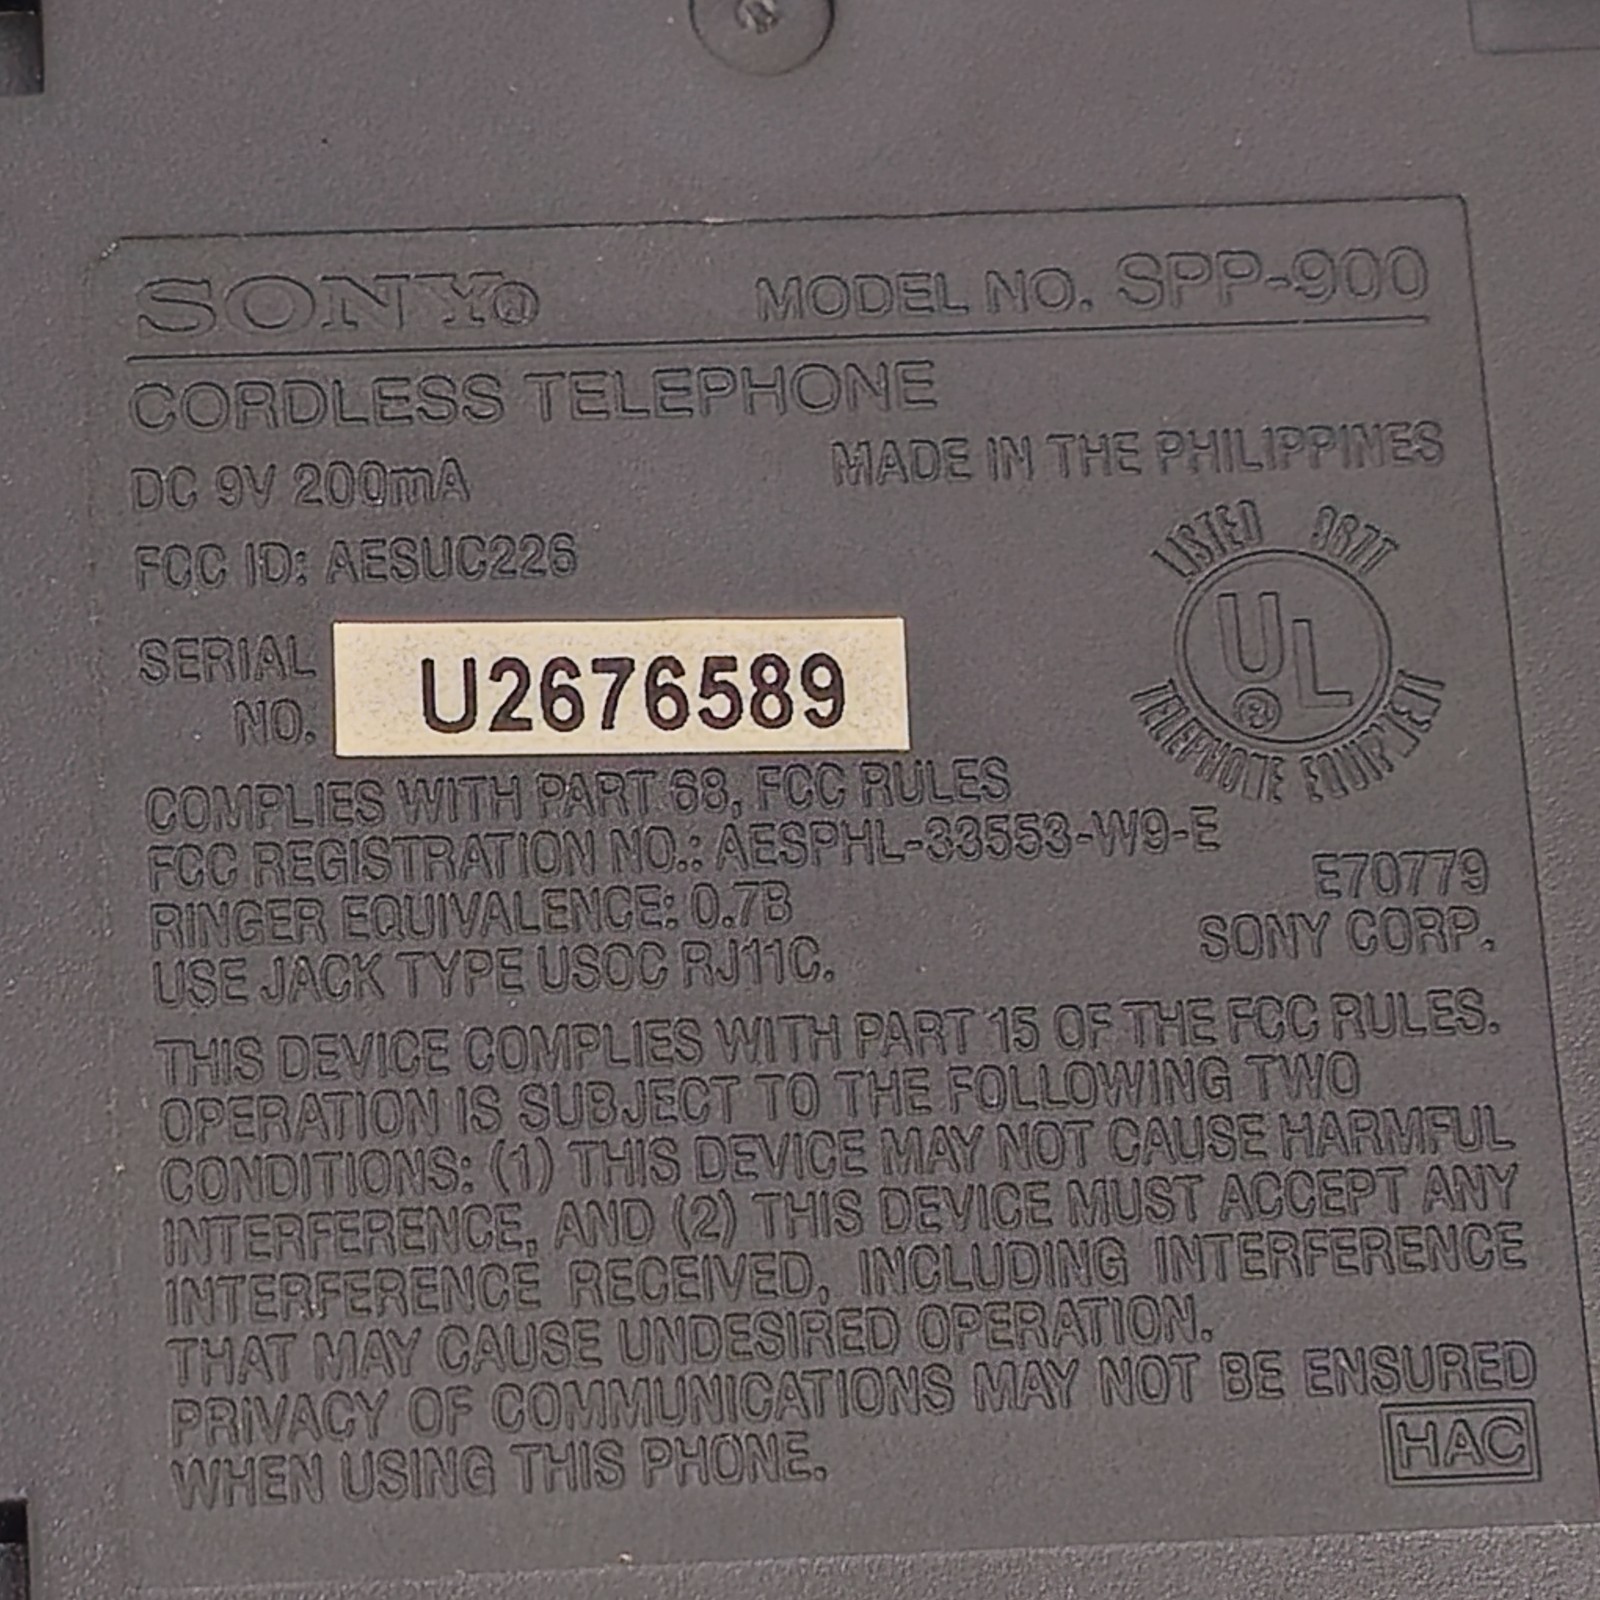 SONY® MODEL NO. SPP-900
CORDLESS TELEPHONE
DC 9V 200mA MADE IN THE PHILIPPINES
FCC ID: AESUC226
LISTED 967T
UL®
TELEPHONE EQUIP'MENT
SERIAL NO. U2676589
COMPLIES WITH PART 68, FCC RULES
FCC REGISTRATION NO.: AESPHL-33553-W9-E
RINGER EQUIVALENCE: 0.7B E70779
USE JACK TYPE USOC RJ11C. SONY CORP.
THIS DEVICE COMPLIES WITH PART 15 OF THE FCC RULES.
OPERATION IS SUBJECT TO THE FOLLOWING TWO
CONDITIONS: (1) THIS DEVICE MAY NOT CAUSE HARMFUL
INTERFERENCE, AND (2) THIS DEVICE MUST ACCEPT ANY
INTERFERENCE RECEIVED, INCLUDING INTERFERENCE
THAT MAY CAUSE UNDESIRED OPERATION.
PRIVACY OF COMMUNICATIONS MAY NOT BE ENSURED
WHEN USING THIS PHONE.
HAC